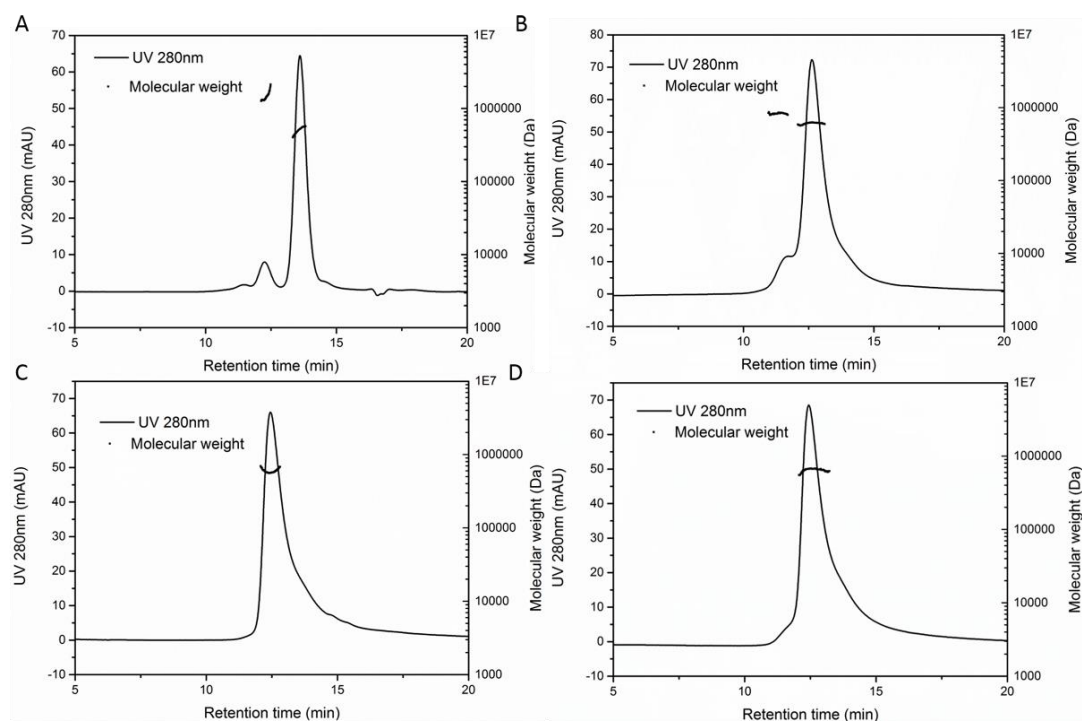 A
UV 280nm
Molecular weight
70
60
50
40
30
20
10
0
-10
1E7
1000000
100000
10000
1000
UV 280nm (mAU)
Molecular weight (Da)
5
10
15
20
Retention time (min)
B
UV 280nm
Molecular weight
80
70
60
50
40
30
20
10
0
-10
1E7
1000000
100000
10000
1000
UV 280nm (mAU)
Molecular weight (Da)
5
10
15
20
Retention time (min)
C
UV 280nm
Molecular weight
70
60
50
40
30
20
10
0
-10
1E7
1000000
100000
10000
1000
UV 280nm (mAU)
Molecular weight (Da)
5
10
15
20
Retention time (min)
D
UV 280nm
Molecular weight
70
60
50
40
30
20
10
0
-10
1E7
1000000
100000
10000
1000
UV 280nm (mAU)
Molecular weight (Da)
5
10
15
20
Retention time (min)